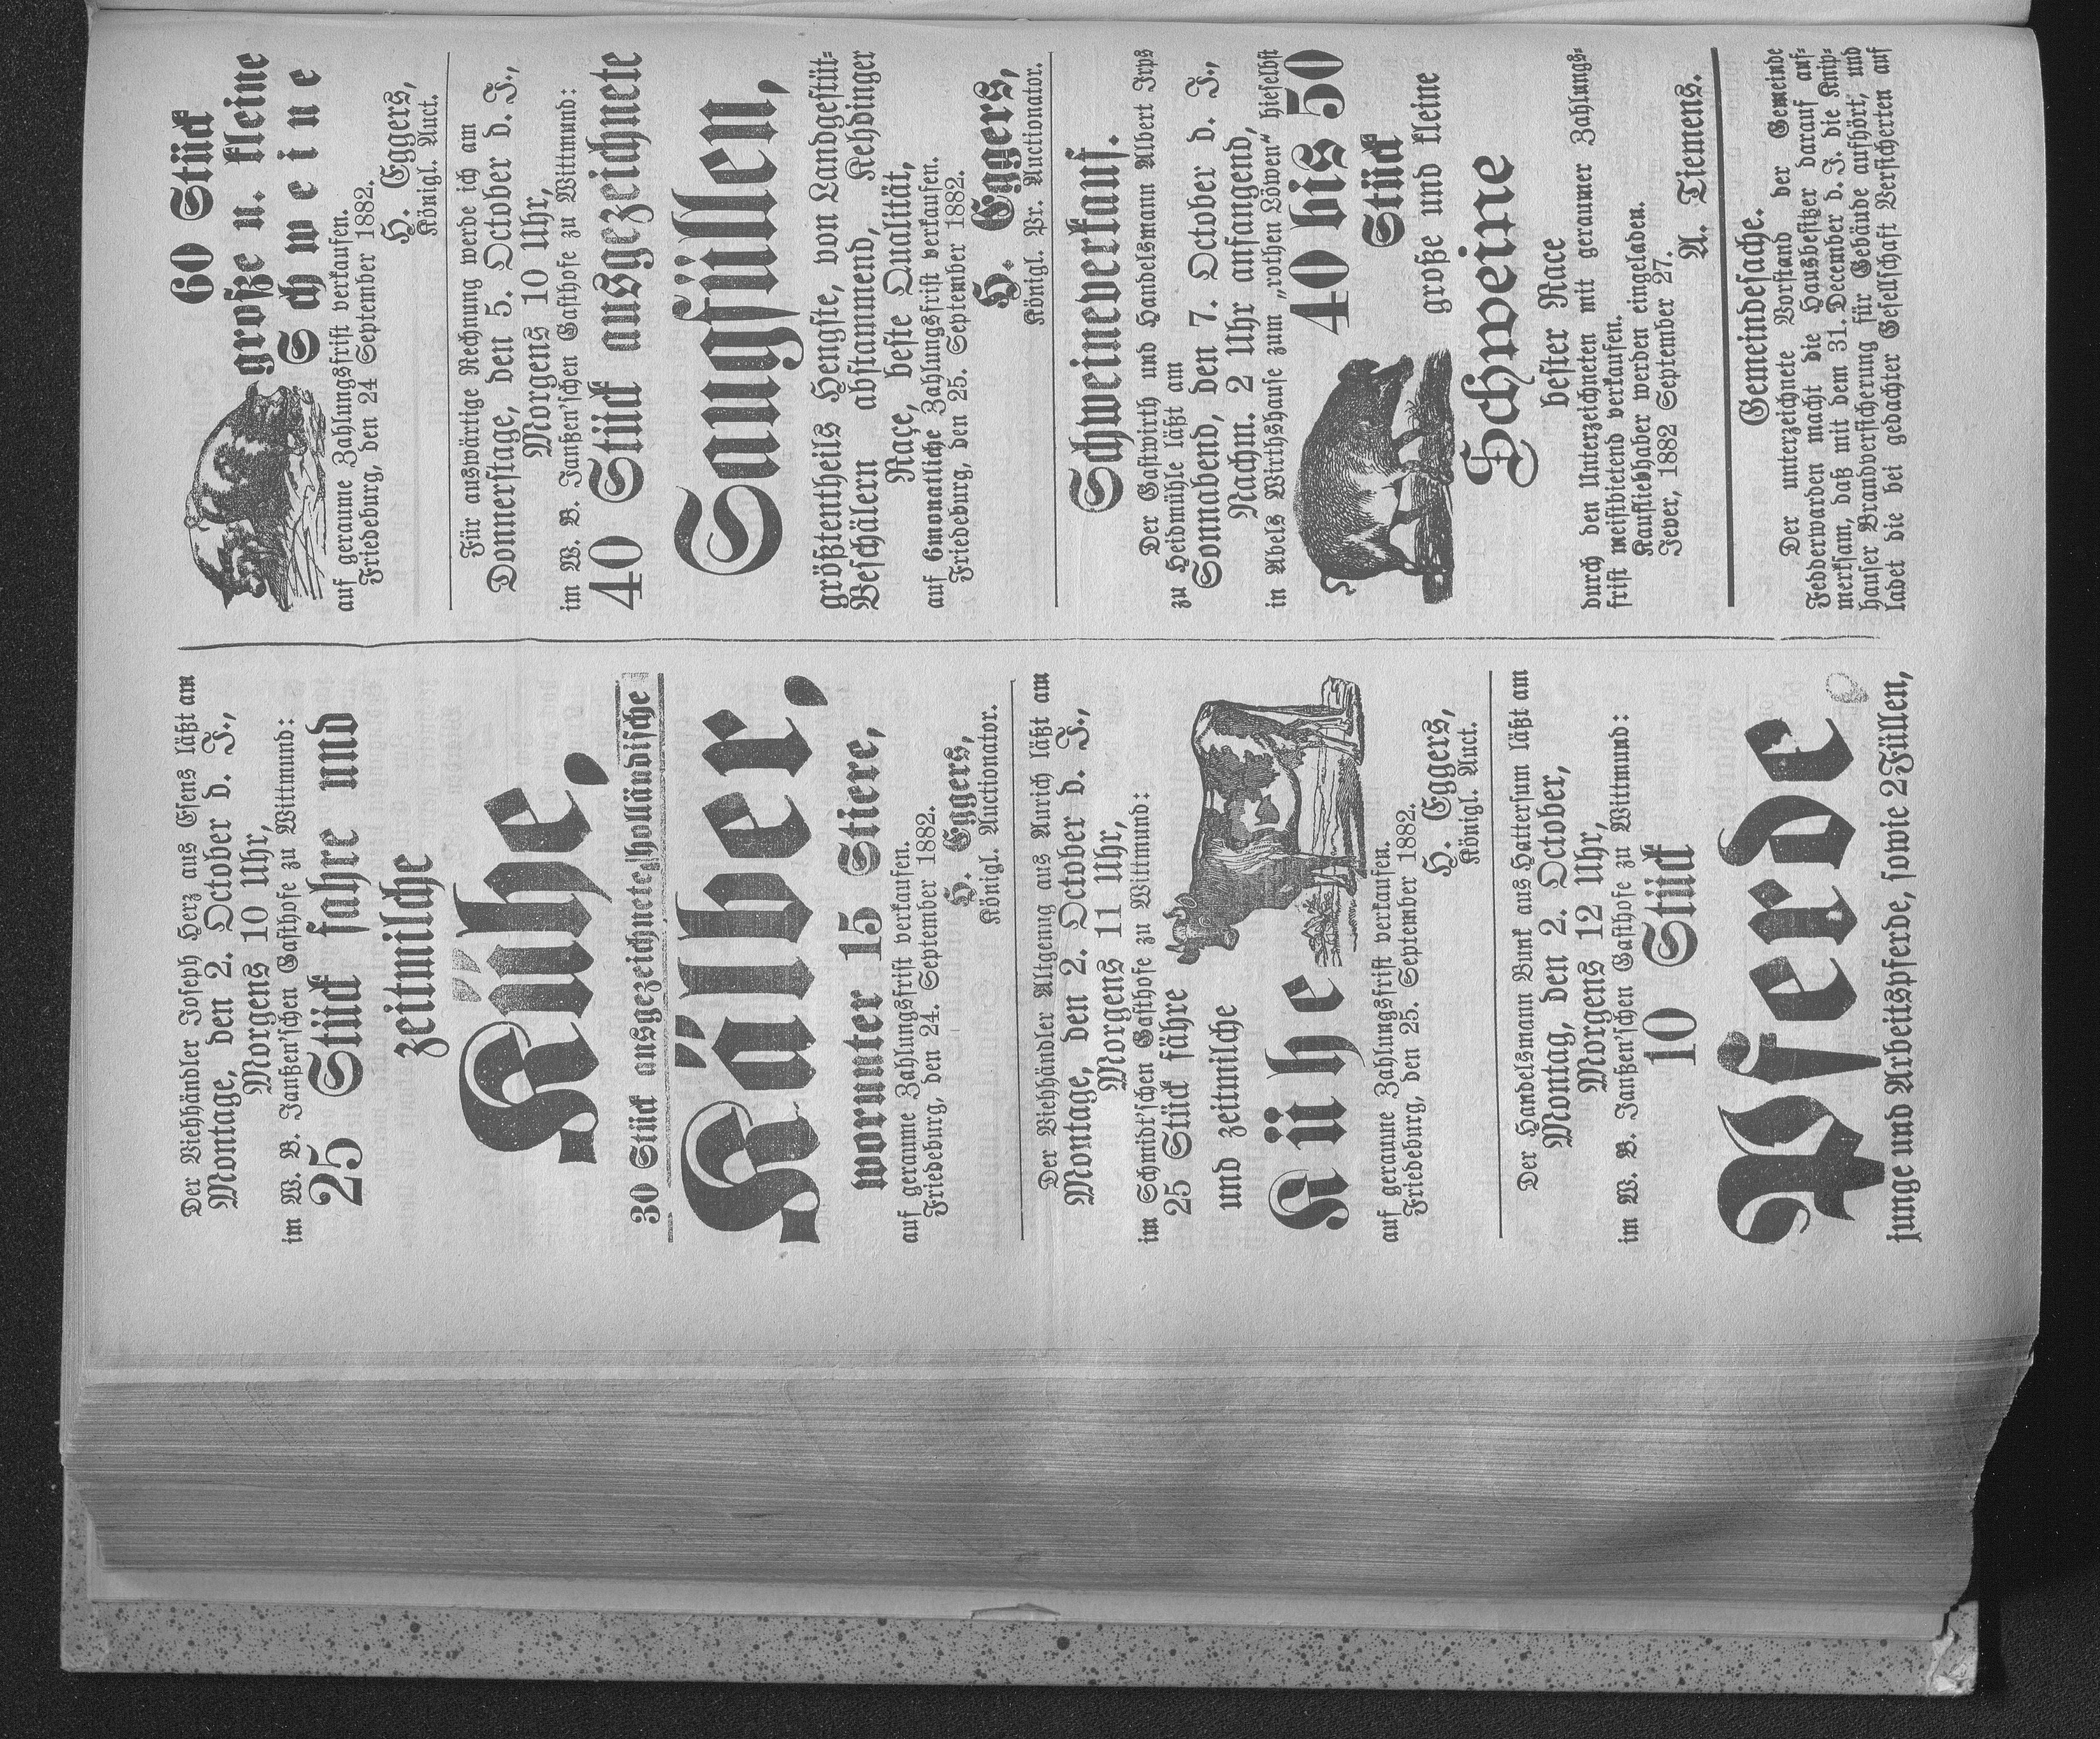 Der Viehhändler Joseph Herz aus Esens läßt am
Montage, den 2. October d. J.,
Morgens 10 Uhr,
im W. B. Janßen'schen Gasthofe zu Wittmund:
25 Stück fahre und
zeitmilche
Kühe,
30 Stück ausgezeichnete holländische
Kälber,
worunter 15 Stiere,
auf geraume Zahlungsfrist verkaufen.
Friedeburg, den 24. September 1882.
H. Eggers,
Königl. Auctionator.
Der Viehhändler Altgenug aus Aurich läßt am
Montage, den 2. October d. J.,
Morgens 11 Uhr,
im Schmidt'schen Gasthofe zu Wittmund:
25 Stück fähre
und zeitmilche
Kühe
auf geraume Zahlungsfrist verkaufen.
Friedeburg, den 25. September 1882.
H. Eggers,
Königl. Auct.
Der Handelsmann Bunk aus Hattersum läßt am
Montag, den 2. October,
Morgens 12 Uhr,
im W. B. Janßen'schen Gasthofe zu Wittmund:
10 Stück
Pferde
junge und Arbeitspferde, sowie 2 Füllen,
60 Stück
große u. kleine
Schweine
auf geraume Zahlungsfrist verkaufen.
Friedeburg, den 24 September 1882.
H. Eggers,
Königl. Auct.
Für auswärtige Rechnung werde ich am
Donnerstage, den 5. October d. J.,
Morgens 10 Uhr,
im W. B. Janßen'schen Gasthofe zu Wittmund:
40 Stück ausgezeichnete
Saugfüllen,
größtentheils Hengste, von Landgestüt-
Beschälern abstammend, Kehdinger
Raçe, beste Qualität,
auf 6monatliche Zahlungsfrist verkaufen.
Friedeburg, den 25. September 1882.
H. Eggers,
Königl. Pr. Auctionator.
Schweineverkauf.
Der Gastwirth und Handelsmann Albert Irps
zu Heidmühle läßt am
Sonnabend, den 7. October d. J.,
Nachm. 2 Uhr anfangend,
in Abels Wirthshause zum „rothen Löwen“ hieselbst
40 bis 50
Stück
große und kleine
Schweine
bester Race
durch den Unterzeichneten mit geraumer Zahlungs-
frist meistbietend verkaufen.
Kaufliebhaber werden eingeladen.
Jever, 1882 September 27.
A. Tiemens.
Gemeindesache.
Der unterzeichnete Vorstand der Gemeinde
Fedderwarden macht die Hausbesitzer darauf auf-
merksam, daß mit dem 31. December d. J. die Knip-
hauser Brandversicherung für Gebäude aufhört, und
ladet die bei gedachter Gesellschaft Versicherten auf